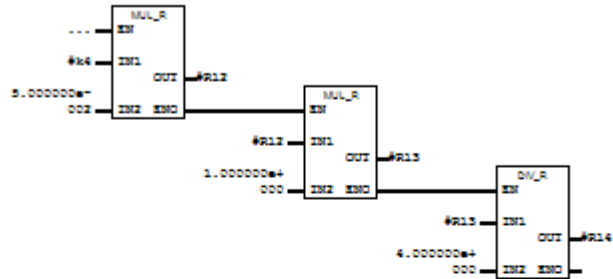 MUL_R
... EN
#k4 IN1
OUT #R12
5.000000e-
002 IN2 ENO
MUL_R
EN
#R12 IN1
OUT #R13
1.000000e+
000 IN2 ENO
DIV_R
EN
#R13 IN1
OUT #R14
4.000000e+
000 IN2 ENO